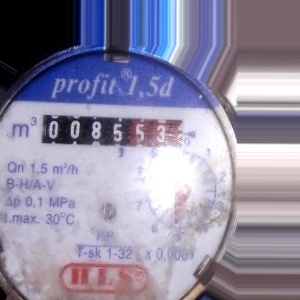 profit® 1,5d
m³ 008553
Qn 1,5 m³/h
B-H/A-V
Δp 0,1 MPa
t.max. 30°C
T-sk 1-32 x 0,0001